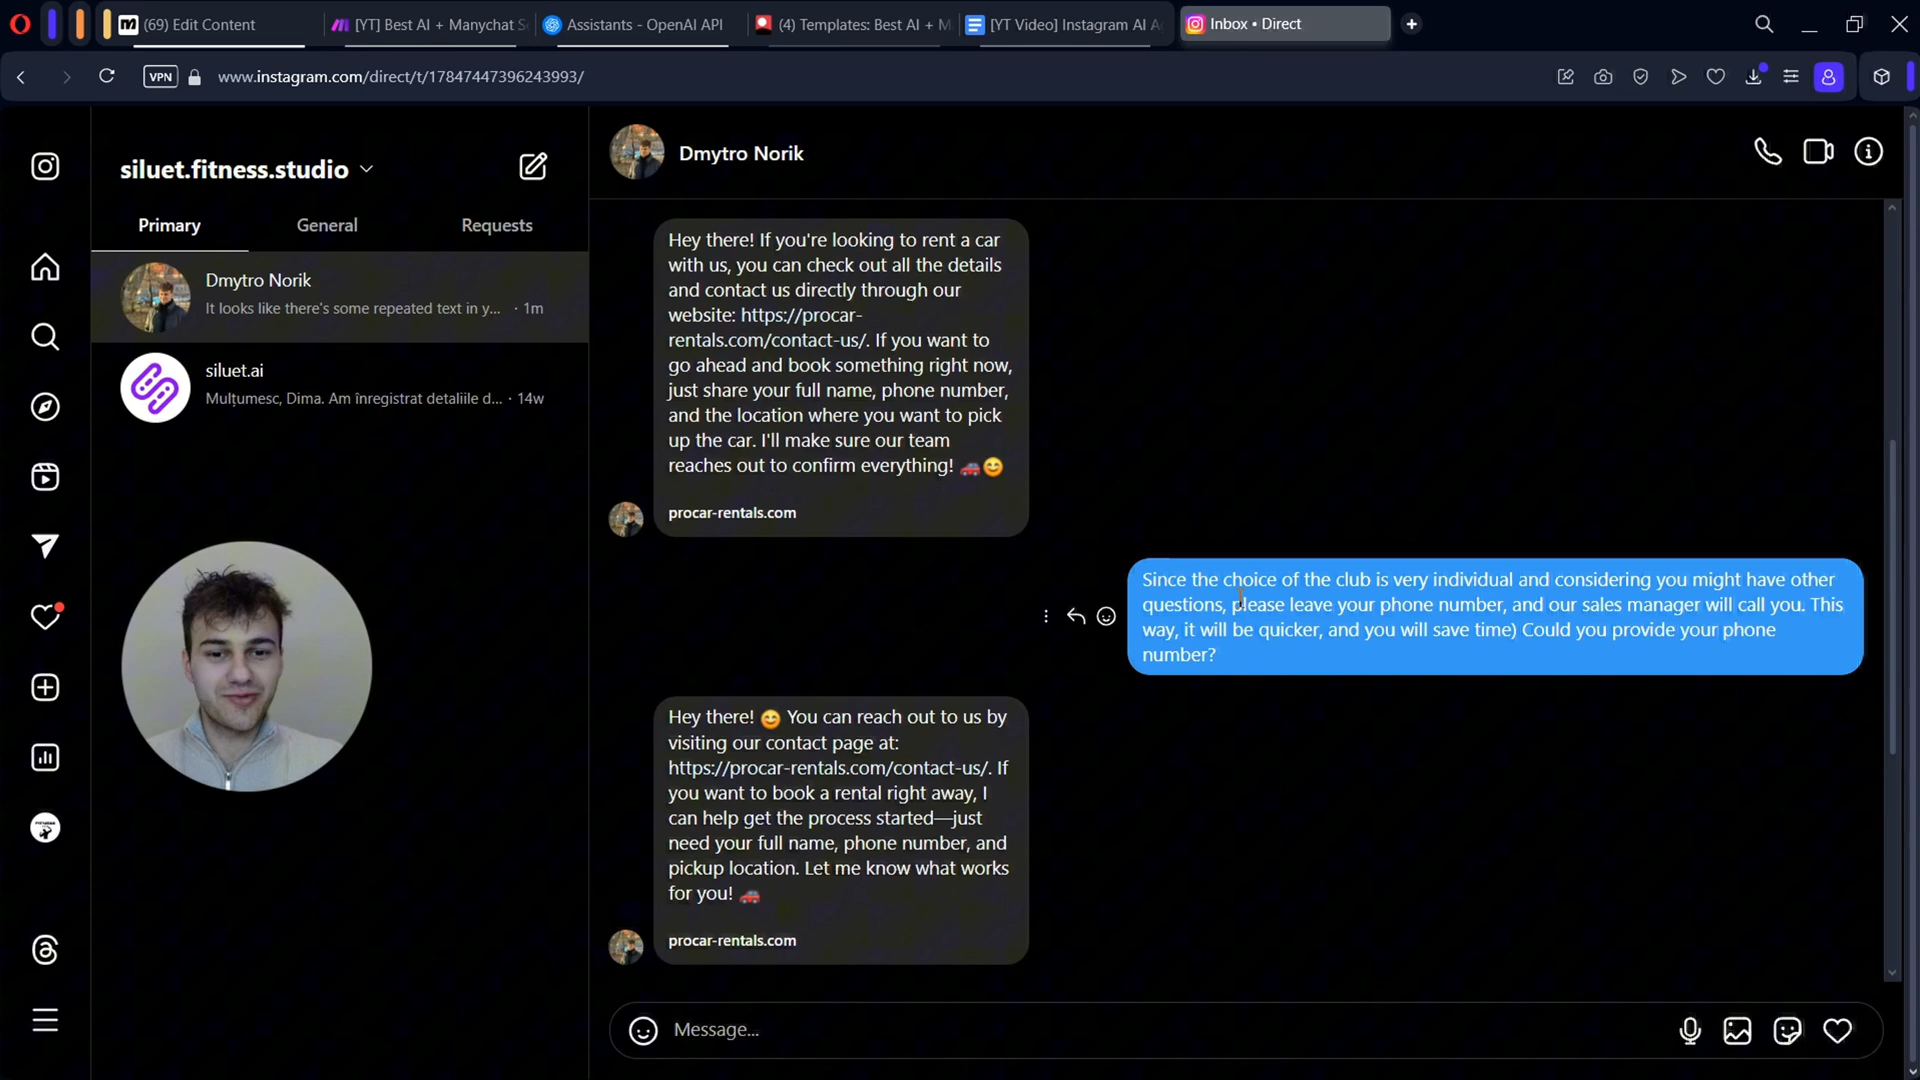 (69) Edit Content
[YT] Best AI + Manychat S
Assistants - OpenAI API
(4) Templates: Best AI + M
[YT Video] Instagram AI A
Inbox • Direct
VPN
www.instagram.com/direct/t/17847447396243993/
siluet.fitness.studio
Primary
General
Requests
Dmytro Norik
It looks like there's some repeated text in y... · 1m
siluet.ai
Mulțumesc, Dima. Am înregistrat detaliile d... · 14w
Dmytro Norik
Hey there! If you're looking to rent a car
with us, you can check out all the details
and contact us directly through our
website: https://procar-
rentals.com/contact-us/. If you want to
go ahead and book something right now,
just share your full name, phone number,
and the location where you want to pick
up the car. I'll make sure our team
reaches out to confirm everything! 🚗😊
procar-rentals.com
Since the choice of the club is very individual and considering you might have other
questions, please leave your phone number, and our sales manager will call you. This
way, it will be quicker, and you will save time) Could you provide your phone
number?
Hey there! 😊 You can reach out to us by
visiting our contact page at:
https://procar-rentals.com/contact-us/. If
you want to book a rental right away, I
can help get the process started—just
need your full name, phone number, and
pickup location. Let me know what works
for you! 🚗
procar-rentals.com
Message...